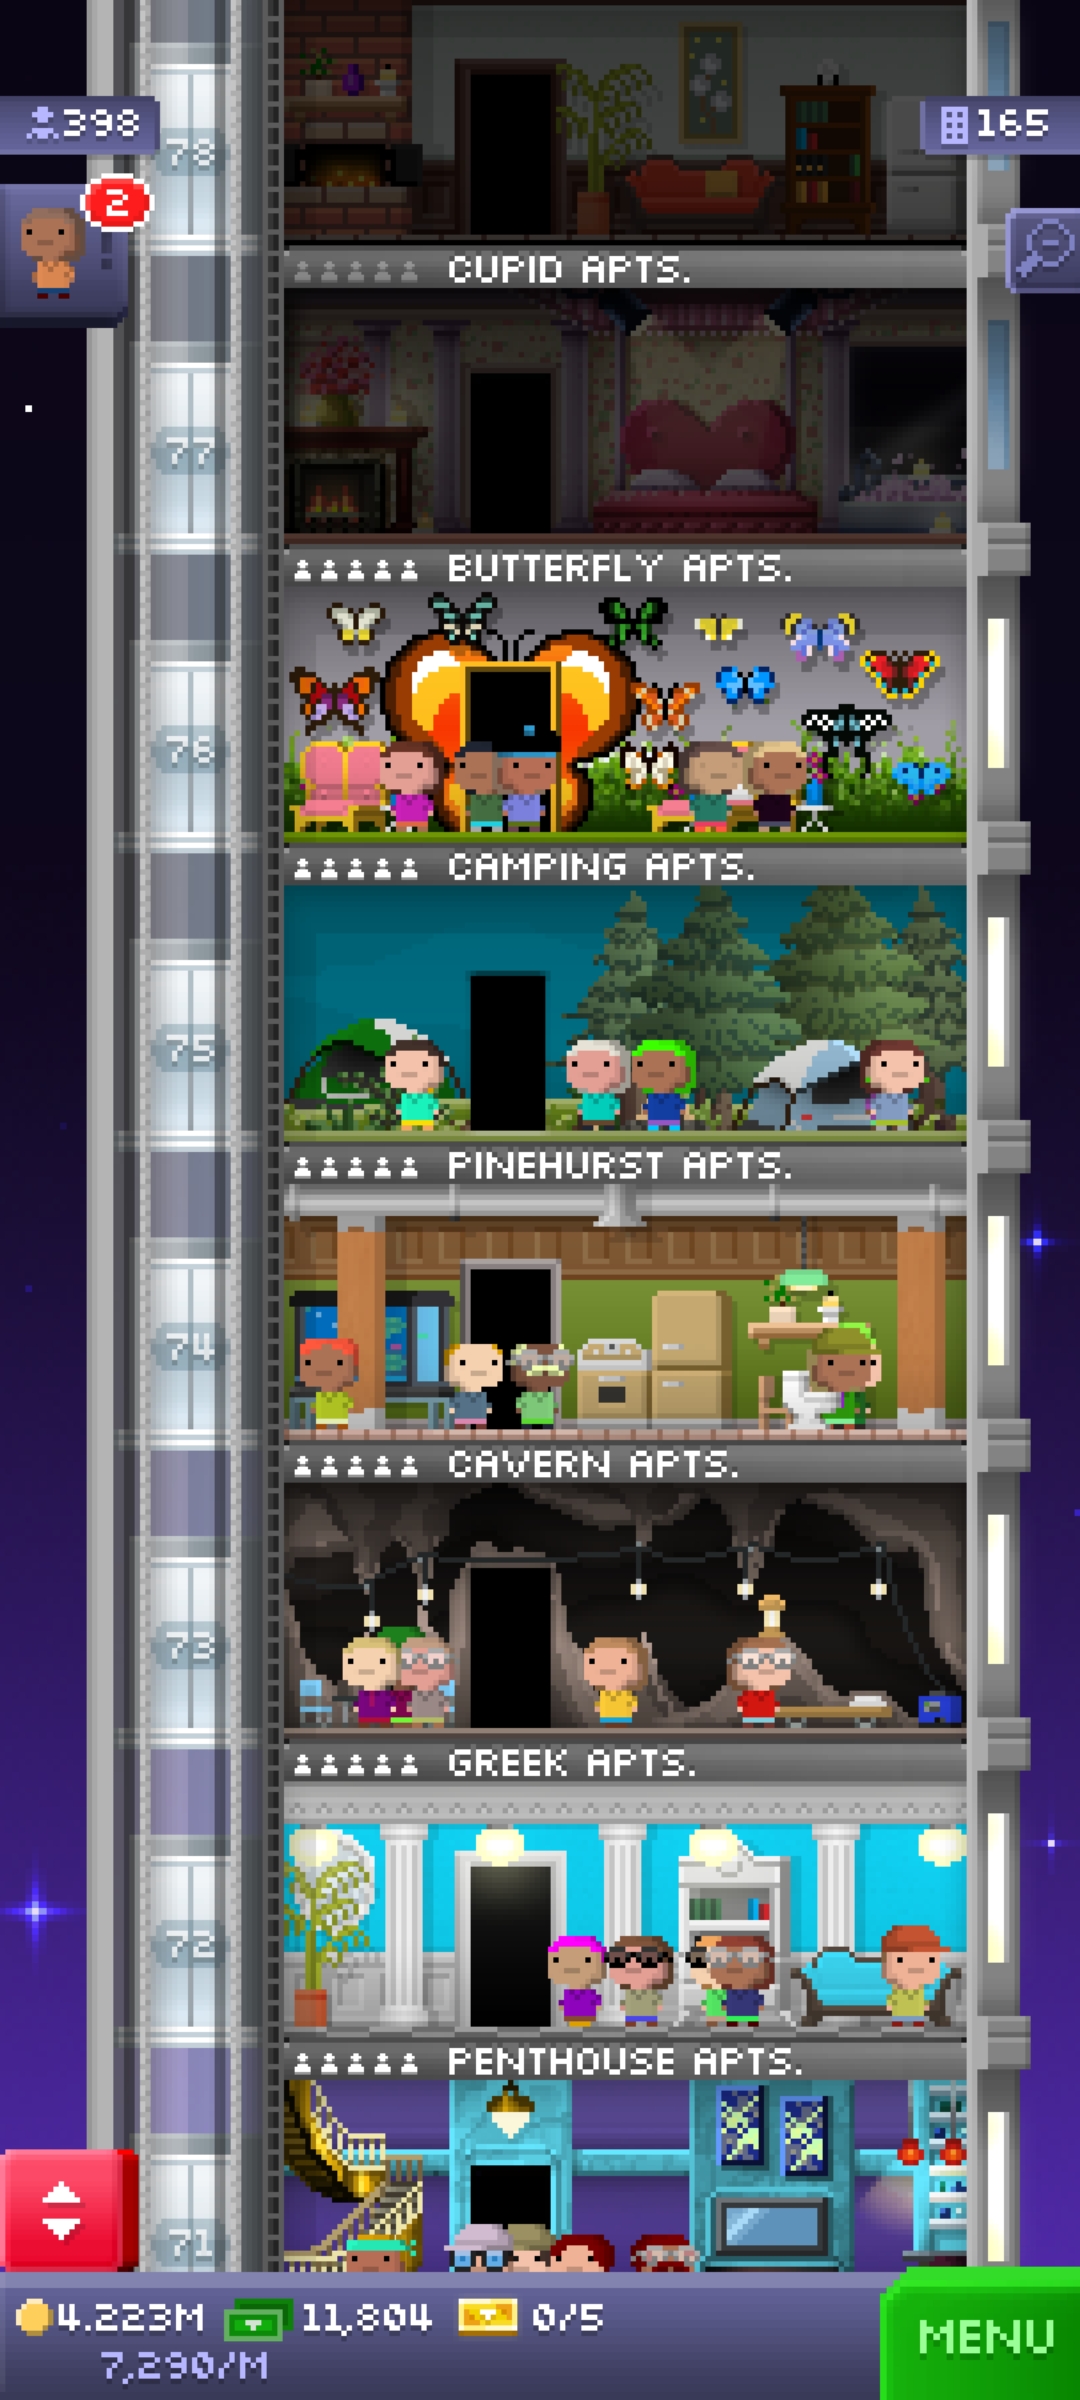 398
165
78
2
CUPID APTS.
77
BUTTERFLY APTS.
76
CAMPING APTS.
75
PINEHURST APTS.
74
CAVERN APTS.
73
GREEK APTS.
72
PENTHOUSE APTS.
71
4.223M 11,804 0/5
7,290/M
MENU